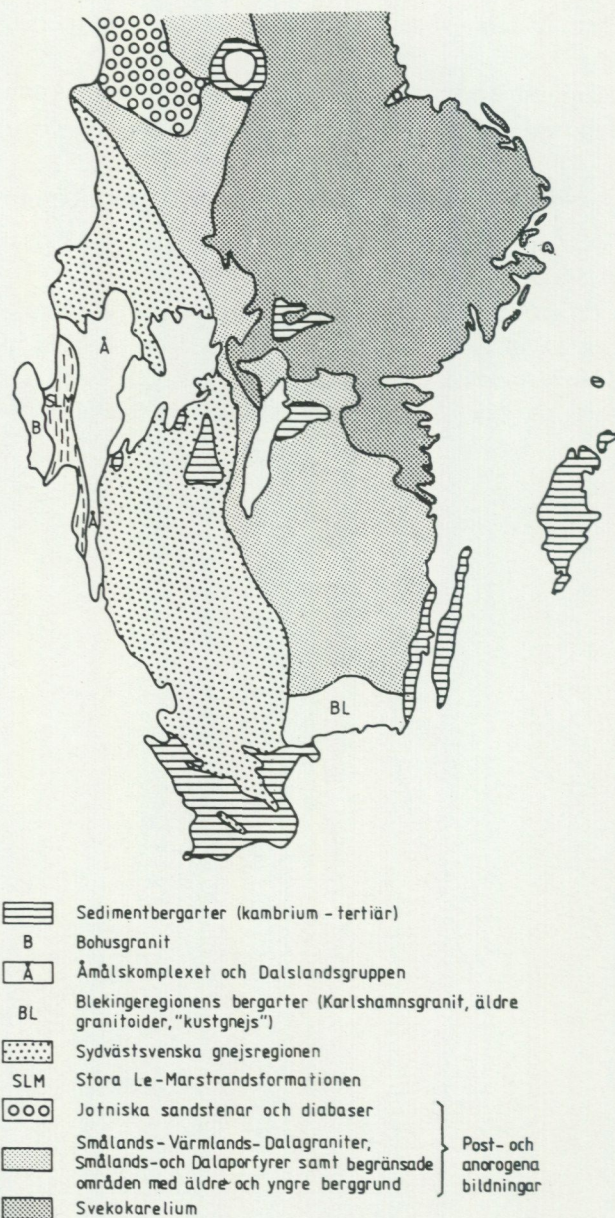 Å
SLM
B
Å
BL
Sedimentbergarter (kambrium - tertiär)
B Bohusgranit
Å Åmålskomplexet och Dalslandsgruppen
BL Blekingeregionens bergarter (Karlshamnsgranit, äldre
granitoider, "kustgnejs")
Sydvästsvenska gnejsregionen
SLM Stora Le-Marstrandsformationen
Jotniska sandstenar och diabaser
Smålands-Värmlands-Dalagraniter,
Smålands-och Dalaporfyrer samt begränsade
områden med äldre och yngre berggrund
Post- och
anorogena
bildningar
Svekokarelium